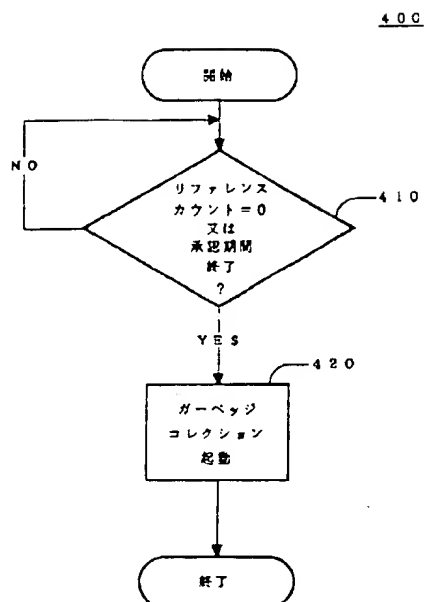 400
開始
NO
リファレンス
カウント=0
又は
承認期間
終了
?
410
YES
420
ガーベッジ
コレクション
起動
終了